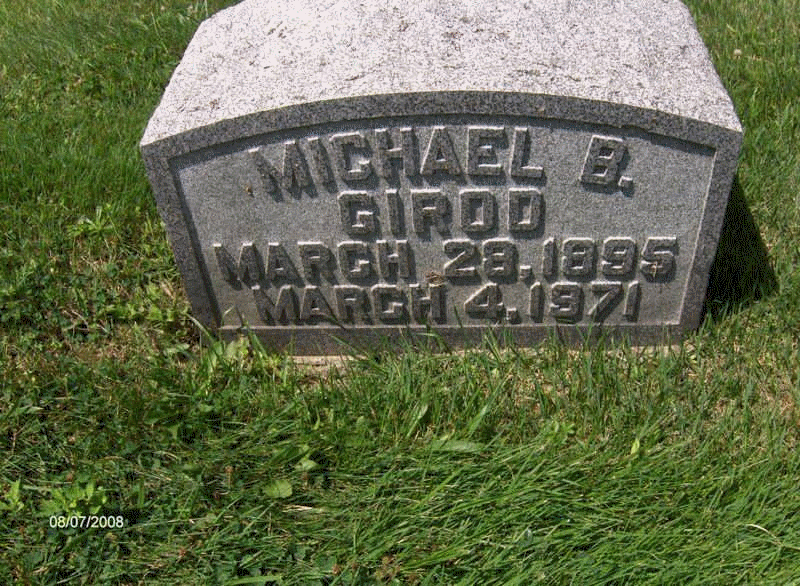 MICHAEL B.
GIROD
MARCH 28, 1895
MARCH 4, 1971
08/07/2008